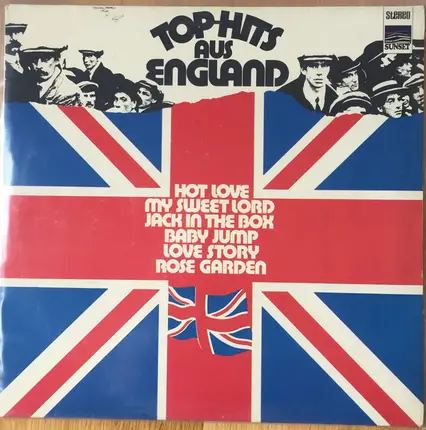 TOP-HITS
AUS
ENGLAND
STEREO
SUNSET
HOT LOVE
MY SWEET LORD
JACK IN THE BOX
BABY JUMP
LOVE STORY
ROSE GARDEN